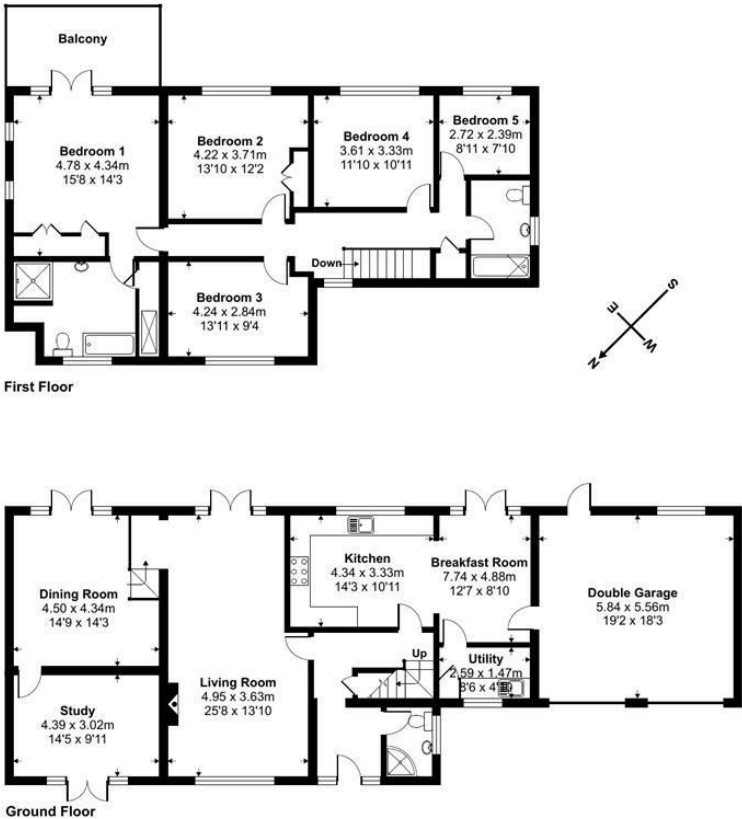 Balcony
Bedroom 1
4.78 x 4.34m
15'8 x 14'3
Bedroom 2
4.22 x 3.71m
13'10 x 12'2
Bedroom 4
3.61 x 3.33m
11'10 x 10'11
Bedroom 5
2.72 x 2.39m
8'11 x 7'10
Down
Bedroom 3
4.24 x 2.84m
13'11 x 9'4
S
E
W
N
First Floor
Kitchen
4.34 x 3.33m
14'3 x 10'11
Breakfast Room
7.74 x 4.88m
12'7 x 8'10
Dining Room
4.50 x 4.34m
14'9 x 14'3
Double Garage
5.84 x 5.56m
19'2 x 18'3
Up
Utility
2.59 x 1.47m
8'6 x
Living Room
4.95 x 3.63m
25'8 x 13'10
Study
4.39 x 3.02m
14'5 x 9'11
Ground Floor